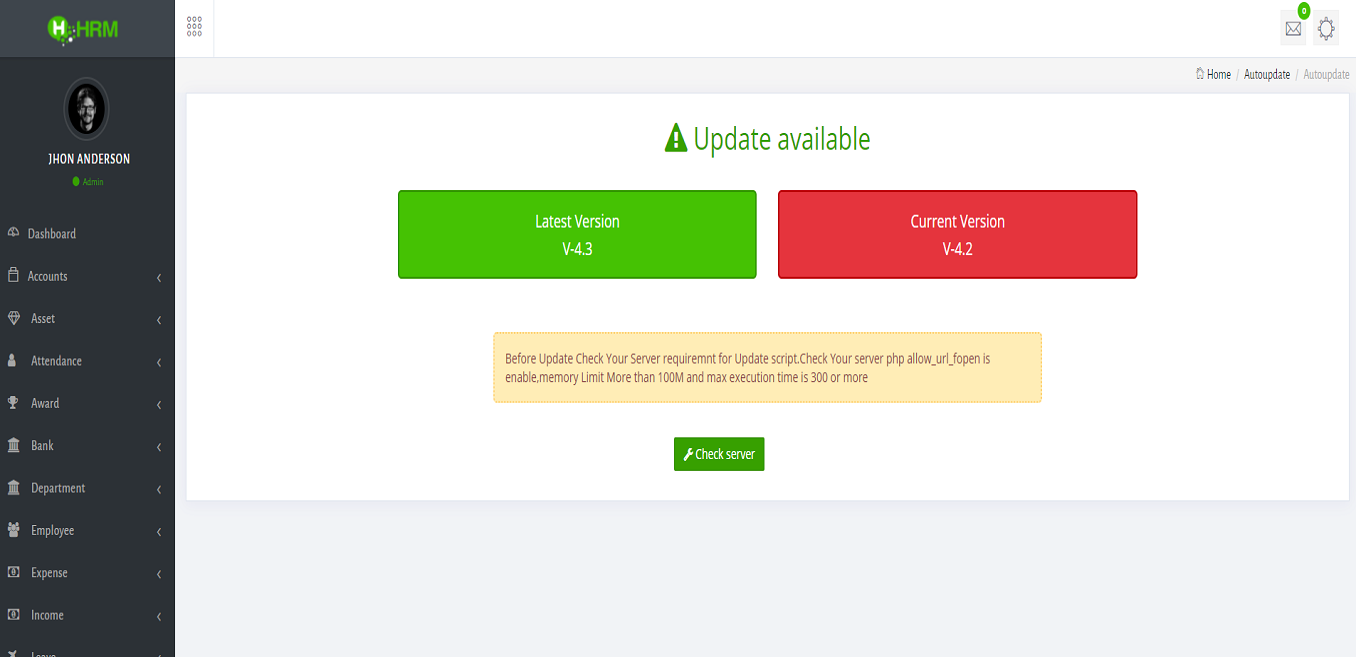 H HRM
0
Home / Autoupdate / Autoupdate
JHON ANDERSON
Admin
Dashboard
Accounts
Asset
Attendance
Award
Bank
Department
Employee
Expense
Income
Leave
Update available
Latest Version
V-4.3
Current Version
V-4.2
Before Update Check Your Server requiremnt for Update script.Check Your server php allow_url_fopen is
enable,memory Limit More than 100M and max execution time is 300 or more
Check server